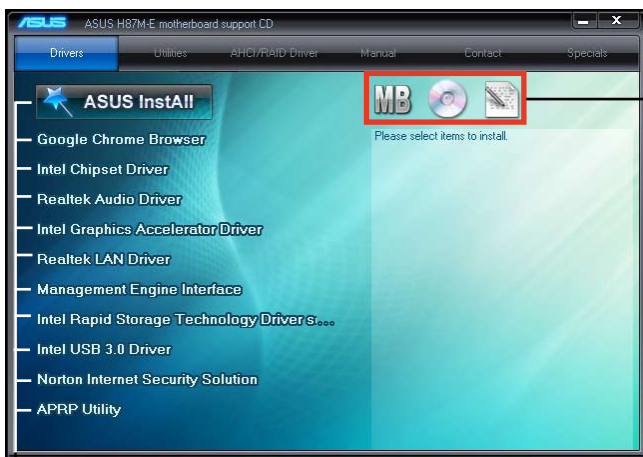 ASUS ASUS H87M-E motherboard support CD
Drivers Utilities AHCI/RAID Driver Manual Contact Specials
ASUS InstAll
MB
Please select items to install.
Google Chrome Browser
Intel Chipset Driver
Realtek Audio Driver
Intel Graphics Accelerator Driver
Realtek LAN Driver
Management Engine Interface
Intel Rapid Storage Technology Driver s...
Intel USB 3.0 Driver
Norton Internet Security Solution
APRP Utility